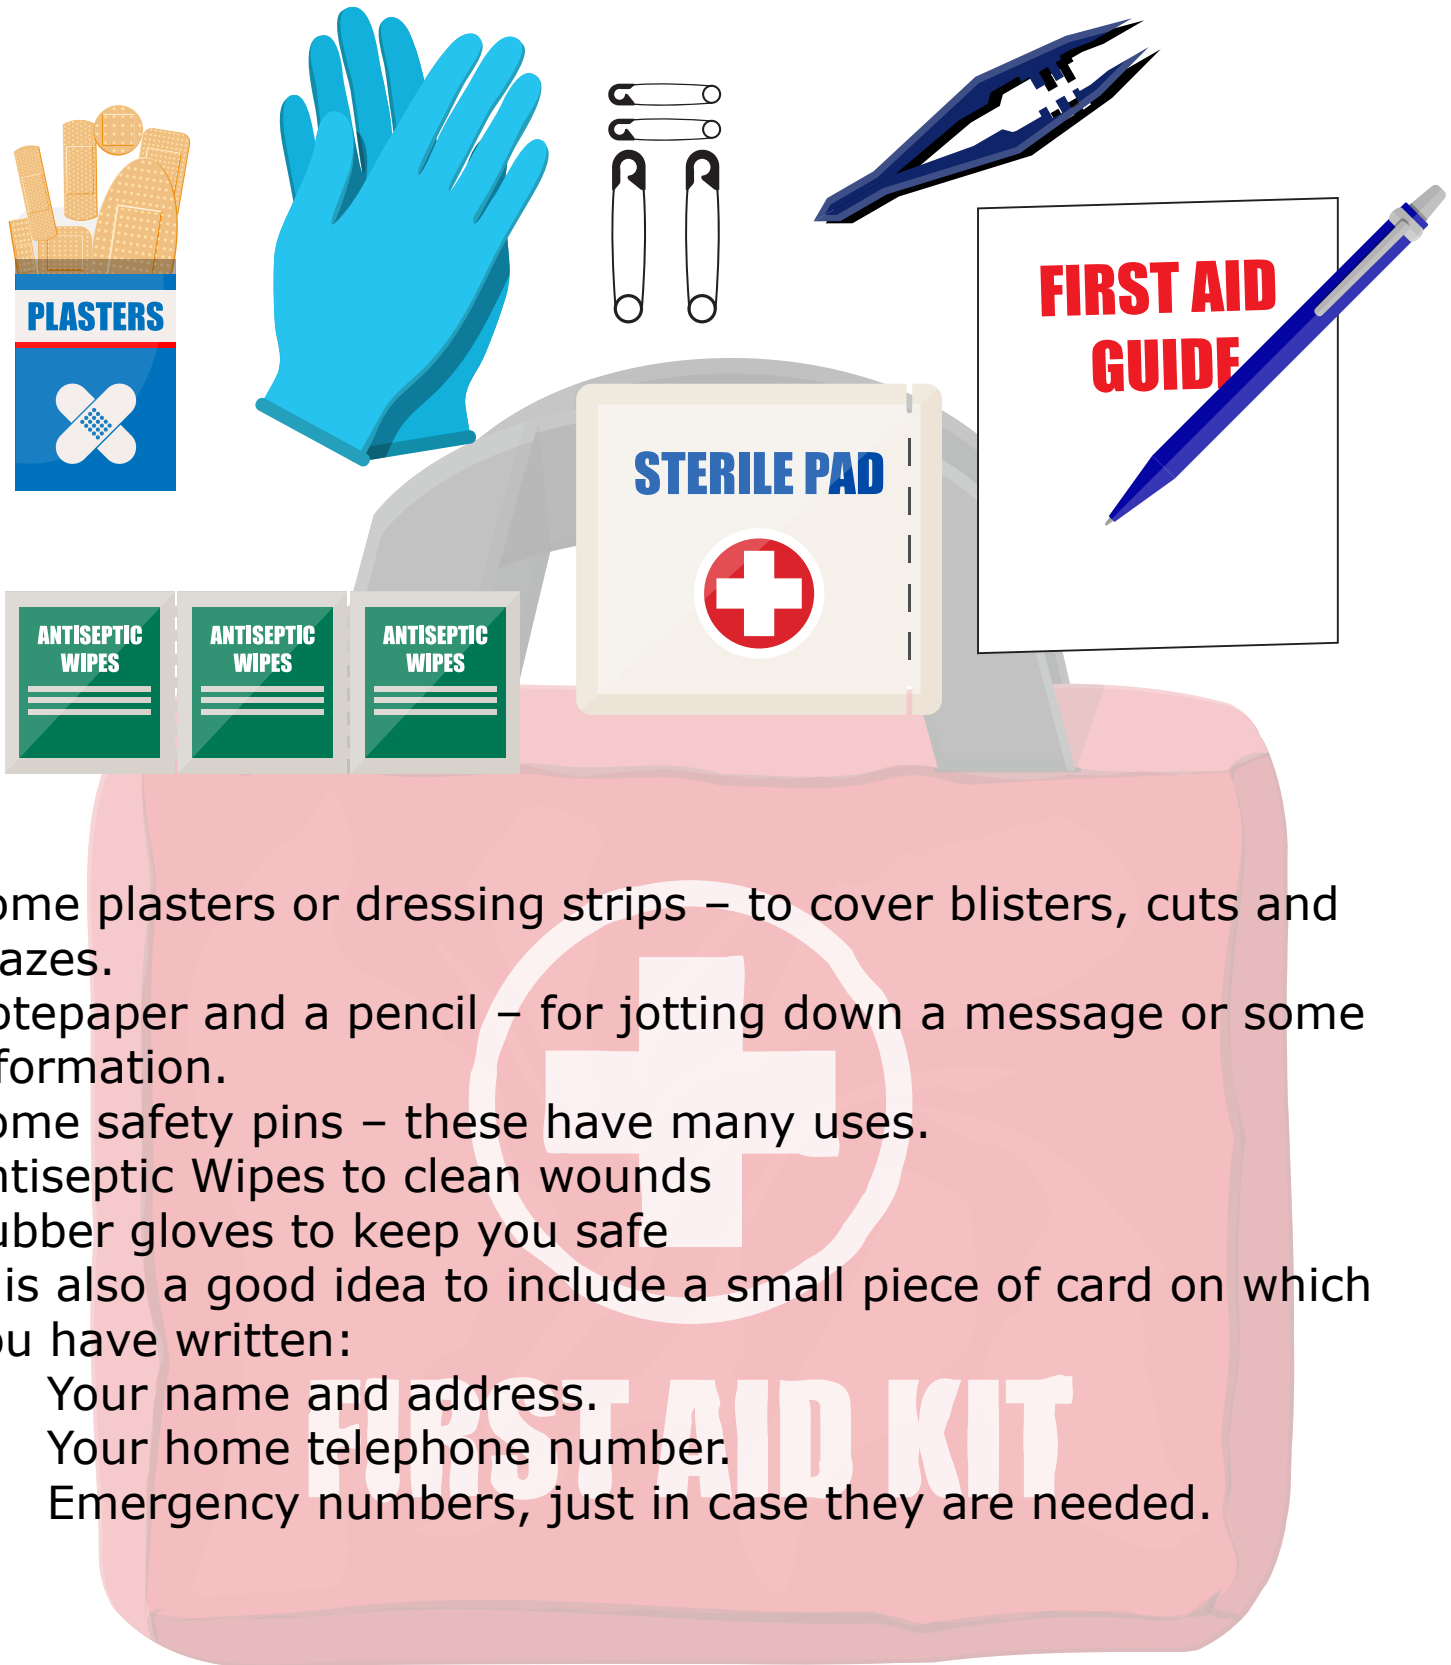 PLASTERS
FIRST AID
GUIDE
STERILE PAD
ANTISEPTIC
WIPES
ANTISEPTIC
WIPES
ANTISEPTIC
WIPES
ome plasters or dressing strips – to cover blisters, cuts and
azes.
otepaper and a pencil – for jotting down a message or some
formation.
ome safety pins – these have many uses.
ntiseptic Wipes to clean wounds
ubber gloves to keep you safe
is also a good idea to include a small piece of card on which
ou have written:
Your name and address.
Your home telephone number.
Emergency numbers, just in case they are needed.
FIRST AID KIT